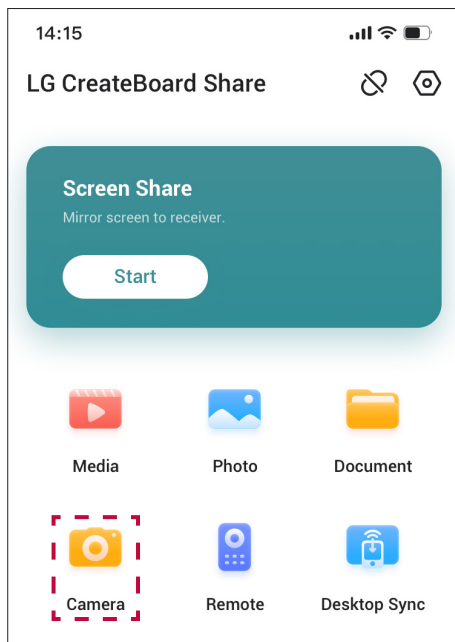 14:15
LG CreateBoard Share
Screen Share
Mirror screen to receiver.
Start
Media Photo Document
Camera Remote Desktop Sync